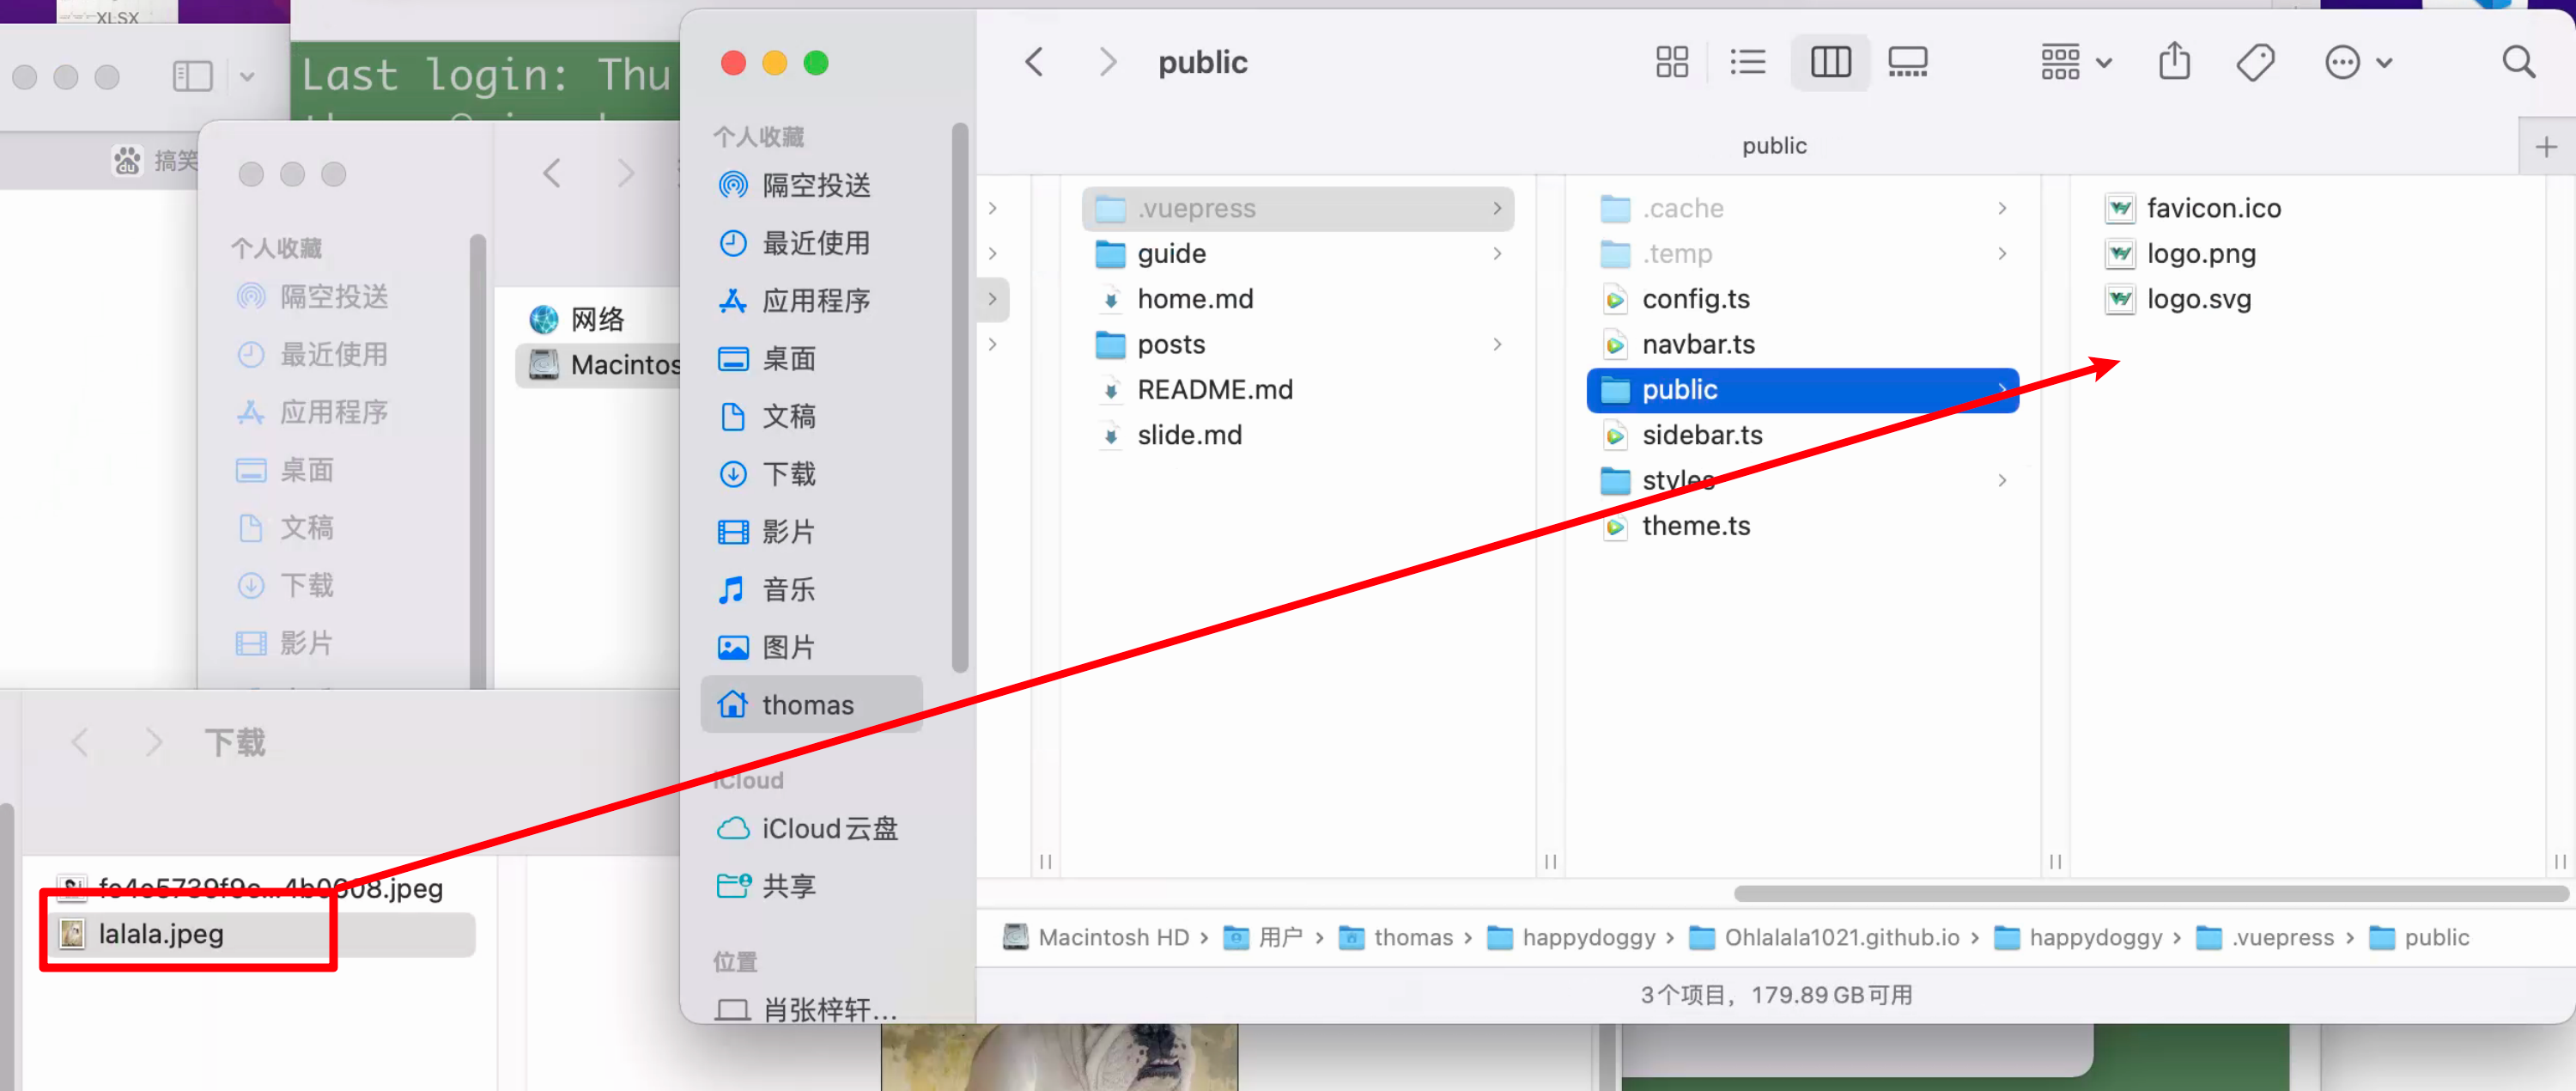 XLSX
Last login: Thu
搞笑
个人收藏
隔空投送
最近使用
应用程序
桌面
文稿
下载
影片
网络
Macintos
下载
lalala.jpeg
public
public
个人收藏
隔空投送
最近使用
应用程序
桌面
文稿
下载
影片
音乐
图片
thomas
iCloud
iCloud云盘
共享
位置
肖张梓轩...
.vuepress
guide
home.md
posts
README.md
slide.md
.cache
.temp
config.ts
navbar.ts
public
sidebar.ts
styles
theme.ts
favicon.ico
logo.png
logo.svg
Macintosh HD › 用户 › thomas › happydoggy › Ohlalala1021.github.io › happydoggy › .vuepress › public
3个项目，179.89 GB可用